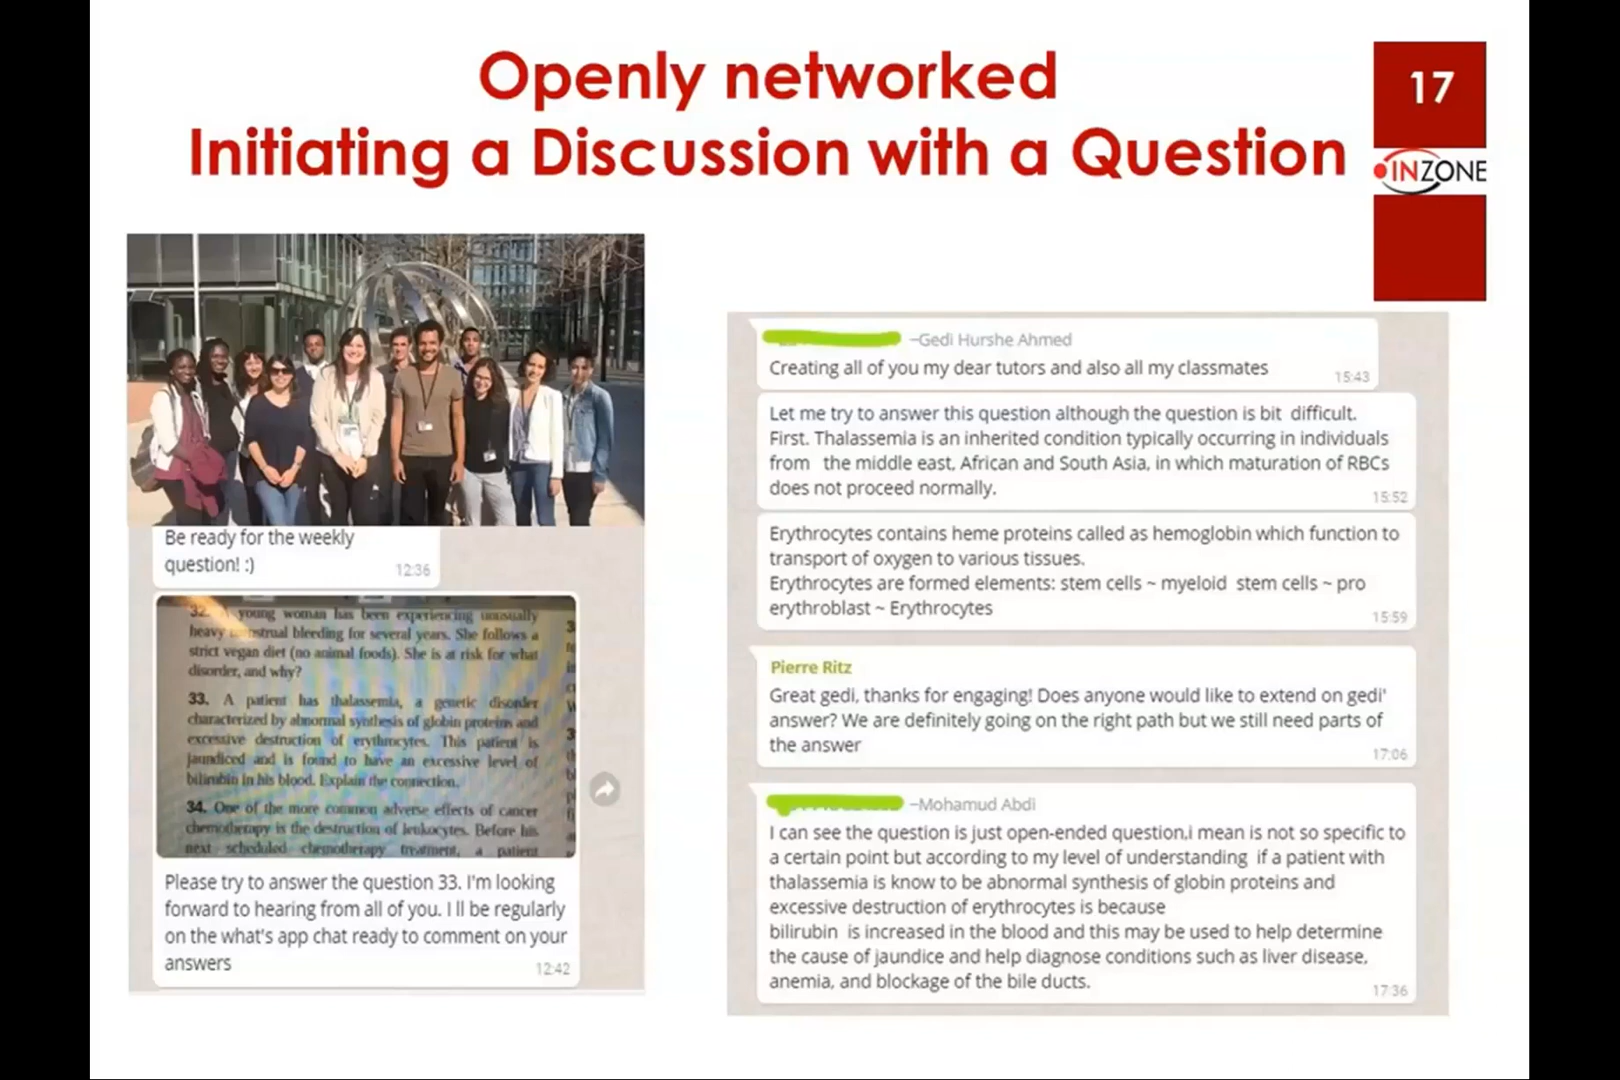 Openly networked
Initiating a Discussion with a Question
17
INZONE
Be ready for the weekly
question! :)
12:36
32. A young woman has been experiencing unusually
heavy menstrual bleeding for several years. She follows a
strict vegan diet (no animal foods). She is at risk for what
disorder, and why?
33. A patient has thalassemia, a genetic disorder
characterized by abnormal synthesis of globin proteins and
excessive destruction of erythrocytes. This patient is
jaundiced and is found to have an excessive level of
bilirubin in his blood. Explain the connection.
34. One of the more common adverse effects of cancer
chemotherapy is the destruction of leukocytes. Before his
next scheduled chemotherapy treatment, a patient
Please try to answer the question 33. I'm looking
forward to hearing from all of you. I ll be regularly
on the what's app chat ready to comment on your
answers
12:42
~Gedi Hurshe Ahmed
Creating all of you my dear tutors and also all my classmates
15:43
Let me try to answer this question although the question is bit difficult.
First. Thalassemia is an inherited condition typically occurring in individuals
from the middle east, African and South Asia, in which maturation of RBCs
does not proceed normally.
15:52
Erythrocytes contains heme proteins called as hemoglobin which function to
transport of oxygen to various tissues.
Erythrocytes are formed elements: stem cells ~ myeloid stem cells ~ pro
erythroblast ~ Erythrocytes
15:59
Pierre Ritz
Great gedi, thanks for engaging! Does anyone would like to extend on gedi'
answer? We are definitely going on the right path but we still need parts of
the answer
17:06
~Mohamud Abdi
I can see the question is just open-ended question,i mean is not so specific to
a certain point but according to my level of understanding if a patient with
thalassemia is know to be abnormal synthesis of globin proteins and
excessive destruction of erythrocytes is because
bilirubin is increased in the blood and this may be used to help determine
the cause of jaundice and help diagnose conditions such as liver disease,
anemia, and blockage of the bile ducts.
17:36